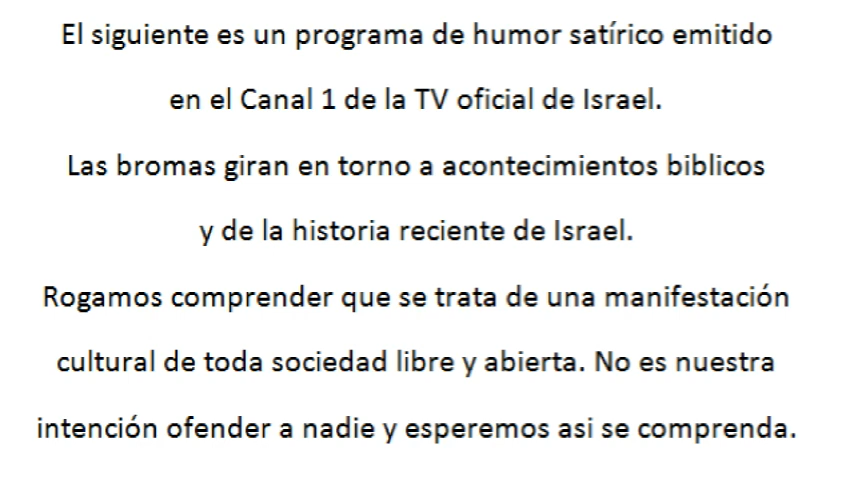 El siguiente es un programa de humor satírico emitido
en el Canal 1 de la TV oficial de Israel.
Las bromas giran en torno a acontecimientos biblicos
y de la historia reciente de Israel.
Rogamos comprender que se trata de una manifestación
cultural de toda sociedad libre y abierta. No es nuestra
intención ofender a nadie y esperemos asi se comprenda.